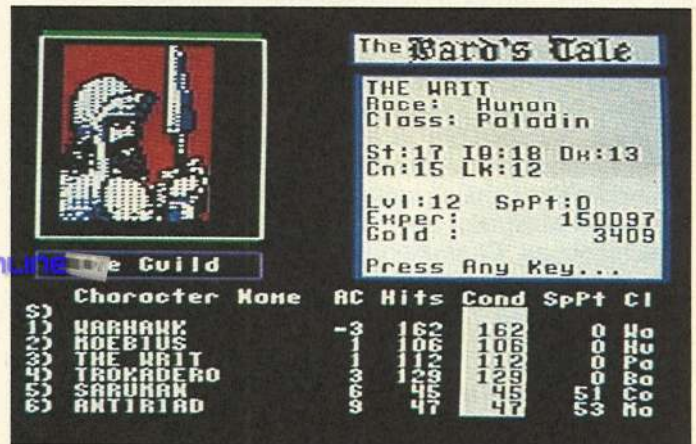 The Bard's Tale
THE WRIT
Race: Human
Class: Paladin
St:17 IQ:18 Dx:13
Cn:15 LK:12
Lvl:12 SpPt:0
Exper: 150097
Gold : 3409
Press Any Key...
e Guild
Character Name AC Hits Cond SpPt Cl
S)
1) WARHAWK -3 162 162 0 Wa
2) MOEBIUS 1 106 106 0 Hu
3) THE WRIT 1 112 112 0 Pa
4) TROKADERO 3 129 129 0 Ba
5) SARUMAN 6 45 45 51 Co
6) ANTIRIAD 9 47 47 53 Ma